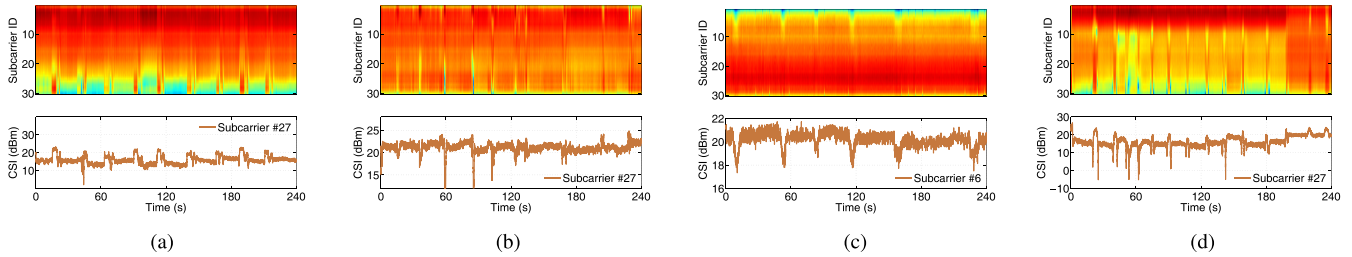 Subcarrier ID
10
20
30
CSI (dBm)
30
20
10
Subcarrier #27
0 60 120 180 240
Time (s)
(a)
Subcarrier ID
10
20
30
CSI (dBm)
25
20
15
Subcarrier #27
0 60 120 180 240
Time (s)
(b)
Subcarrier ID
10
20
30
CSI (dBm)
22
20
18
16
Subcarrier #6
0 60 120 180 240
Time (s)
(c)
Subcarrier ID
10
20
30
CSI (dBm)
30
20
10
0
−10
Subcarrier #27
0 60 120 180 240
Time (s)
(d)